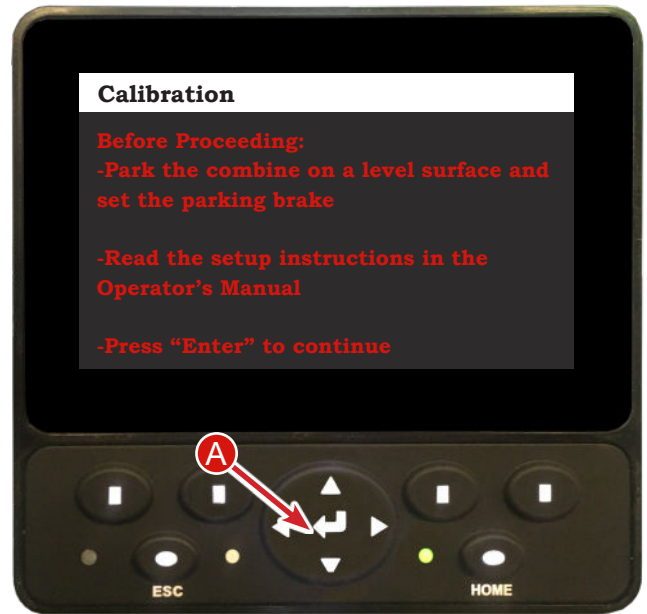 Calibration
Before Proceeding:
-Park the combine on a level surface and
set the parking brake
-Read the setup instructions in the
Operator’s Manual
-Press “Enter” to continue
A
ESC
HOME